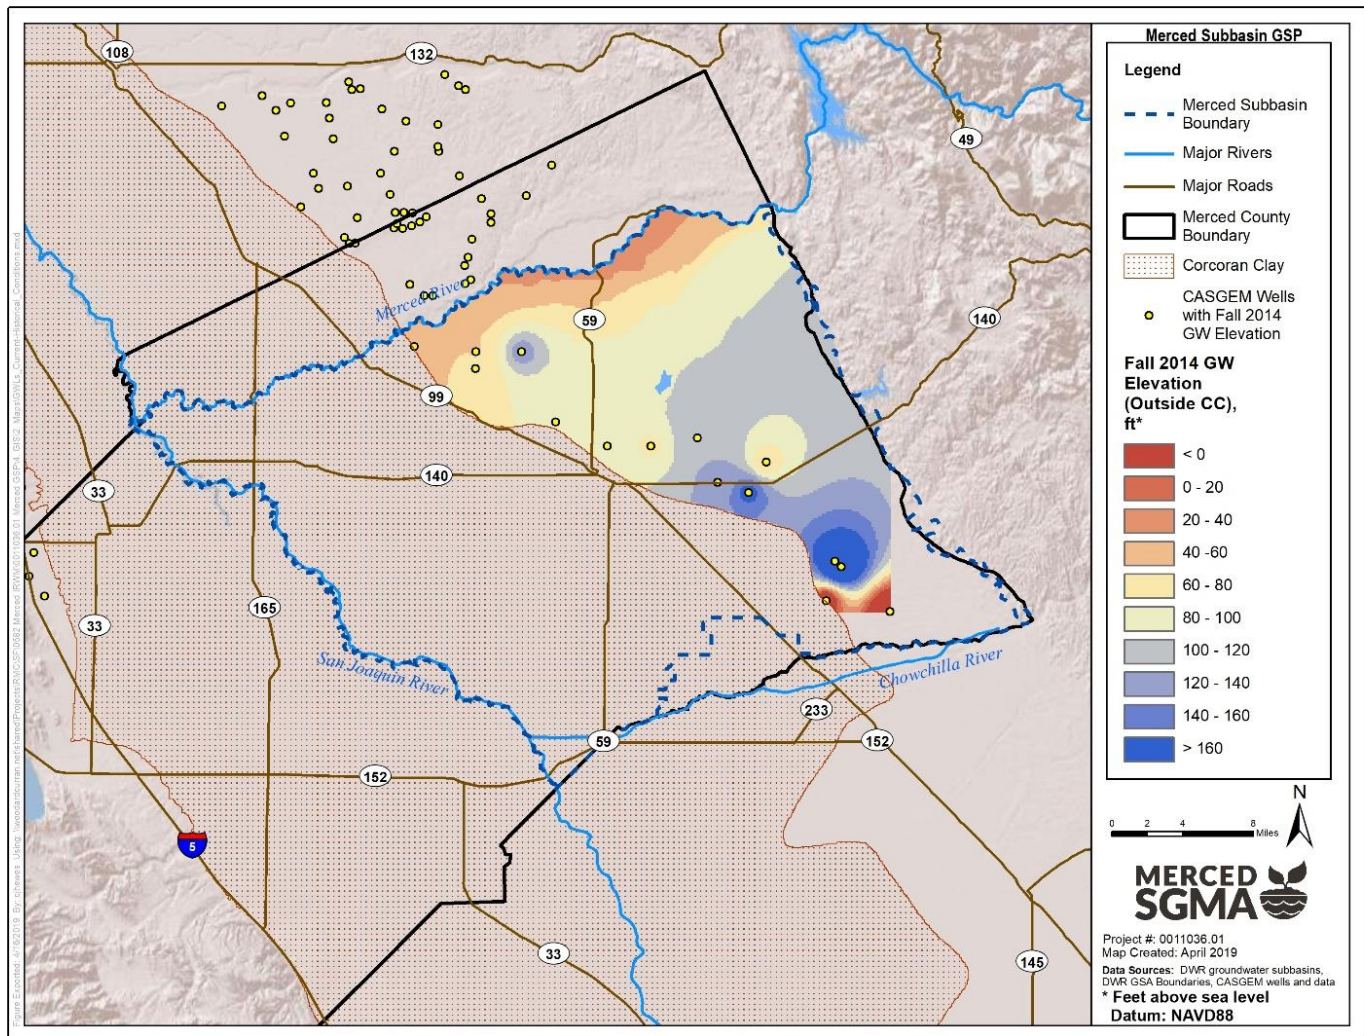 Merced Subbasin GSP
Legend
Merced Subbasin
Boundary
Major Rivers
Major Roads
Merced County
Boundary
Corcoran Clay
CASGEM Wells
with Fall 2014
GW Elevation
Fall 2014 GW
Elevation
(Outside CC),
ft*
< 0
0 - 20
20 - 40
40 -60
60 - 80
80 - 100
100 - 120
120 - 140
140 - 160
> 160
N
0 2 4 8
Miles
MERCED
SGMA
Project #: 0011036.01
Map Created: April 2019
Data Sources: DWR groundwater subbasins,
DWR GSA Boundaries, CASGEM wells and data
* Feet above sea level
Datum: NAVD88
108
132
49
Merced River
59
140
99
140
33
165
33
San Joaquin River
Chowchilla River
233
59
152
152
5
33
145